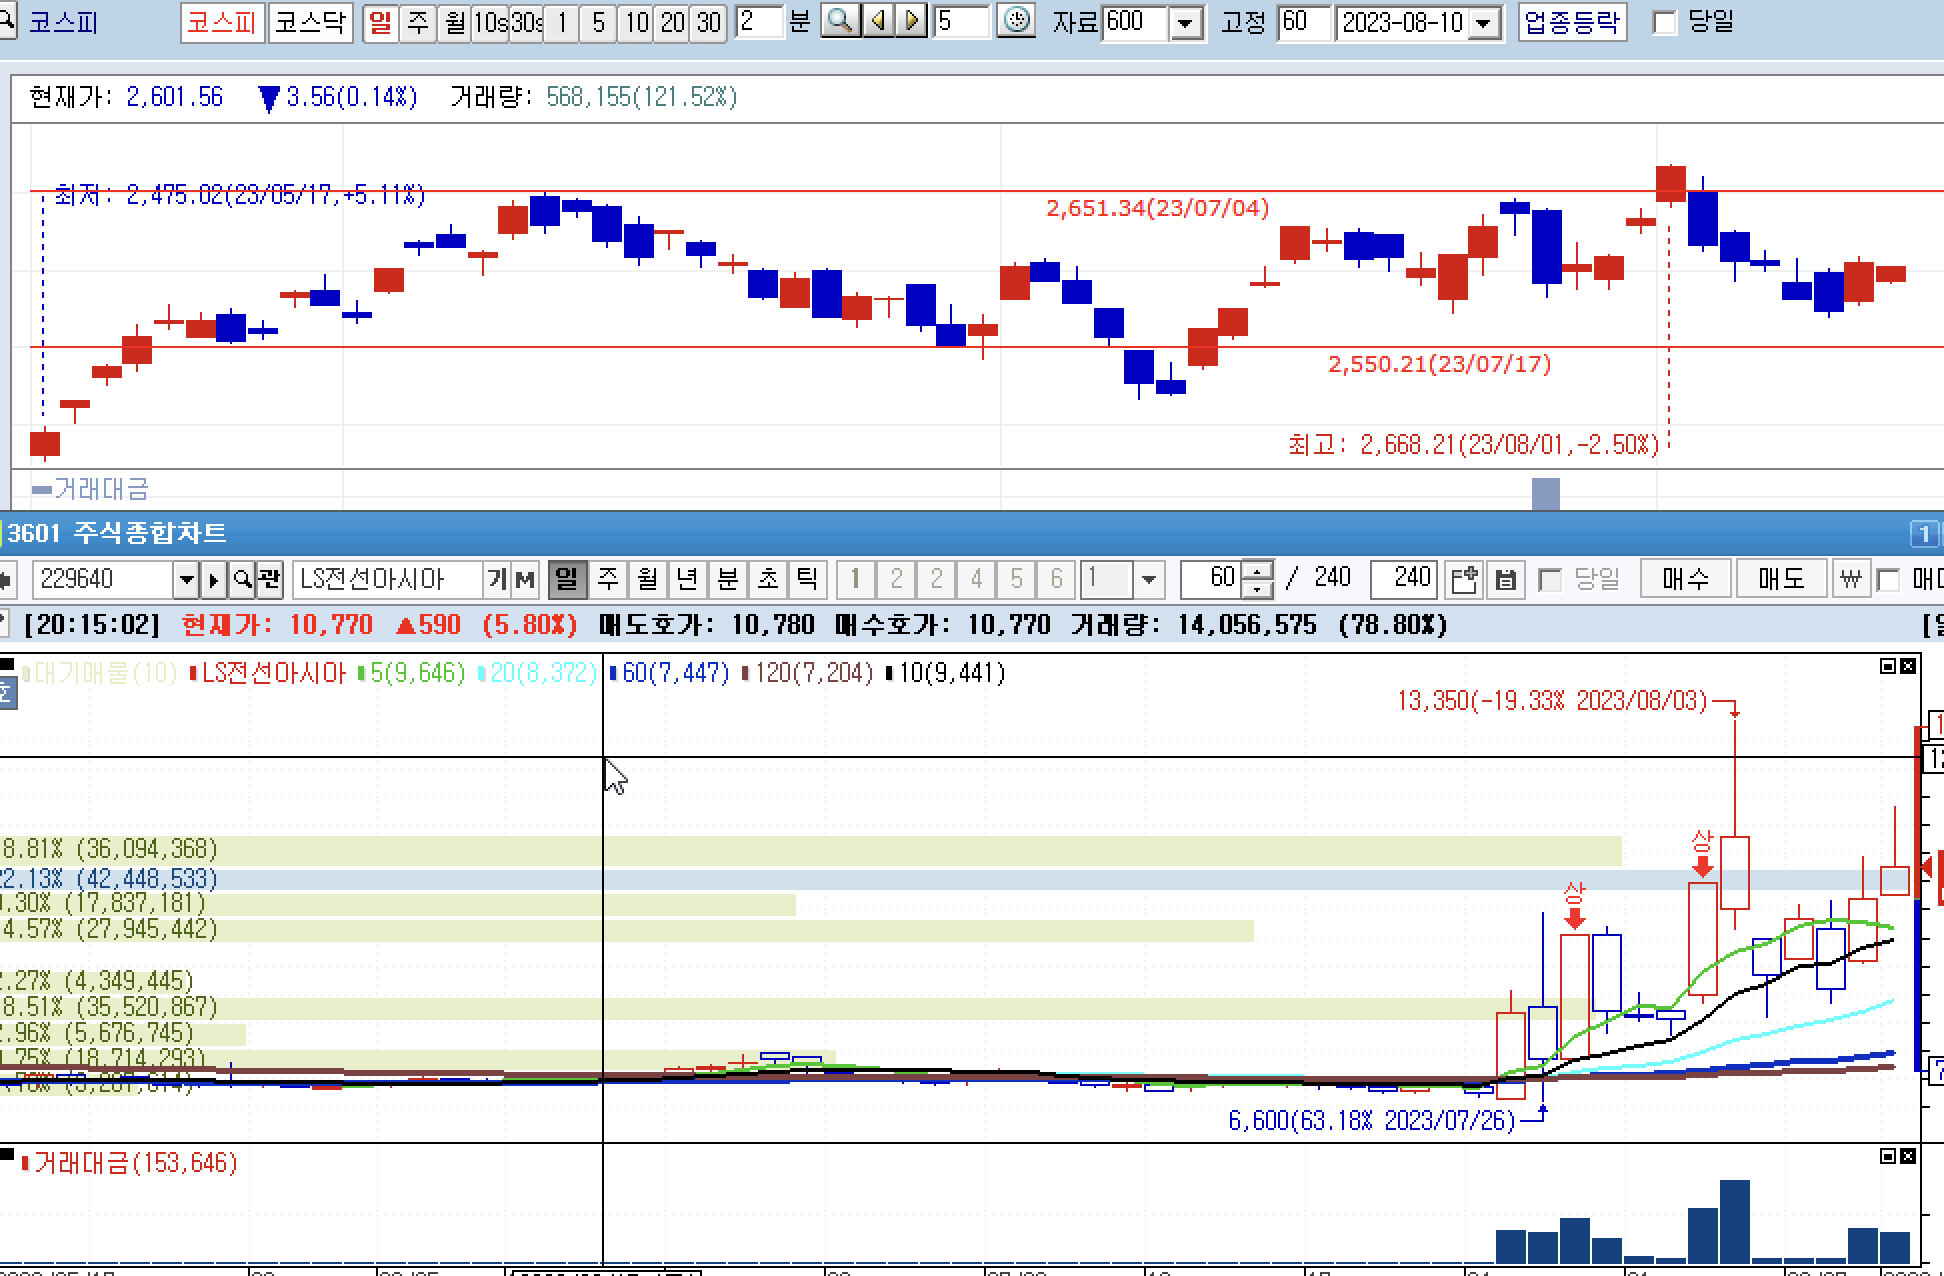 코스피 코스피 코스닥 일 주 월 10s 30s 1 5 10 20 30 2 분 5 자료 600 고정 60 2023-08-10 업종등락 당일
현재가: 2,601.56 ▼3.56(0.14%) 거래량: 568,155(121.52%)
최저: 2,475.02(23/05/17,+5.11%)
2,651.34(23/07/04)
2,550.21(23/07/17)
최고: 2,668.21(23/08/01,-2.50%)
거래대금
3601 주식종합차트 1
229640 관 LS전선아시아 기 M 일 주 월 년 분 초 틱 1 2 2 4 5 6 1 60 / 240 240 당일 매수 매도 ₩
[20:15:02] 현재가: 10,770 ▲590 (5.80%) 매도호가: 10,780 매수호가: 10,770 거래량: 14,056,575 (78.80%)
대기매물(10) LS전선아시아 5(9,646) 20(8,372) 60(7,447) 120(7,204) 10(9,441)
13,350(-19.33% 2023/08/03)
8.81% (36,094,368)
상
2.13% (42,448,533)
상
.30% (17,837,181)
4.57% (27,945,442)
.27% (4,349,445)
8.51% (35,520,867)
.96% (5,676,745)
.75% (18,714,293)
6,600(63.18% 2023/07/26)
거래대금(153,646)